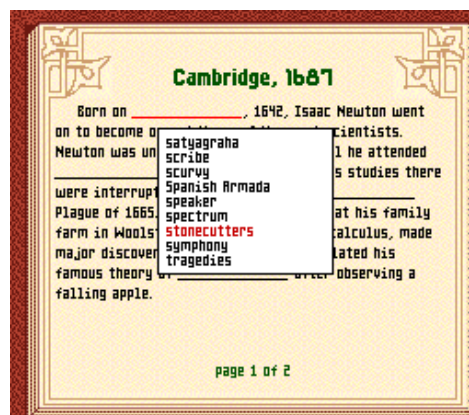 Cambridge, 1687
Born on ____________, 1642, Isaac Newton went
on to become o cientists.
Newton was un l he attended
s studies there
were interrupt
Plague of 1665. at his family
farm in Woolst calculus, made
major discover lated his
famous theory of ____________ after observing a
falling apple.
satyagraha
scribe
scurvy
Spanish Armada
speaker
spectrum
stonecutters
symphony
tragedies
page 1 of 2